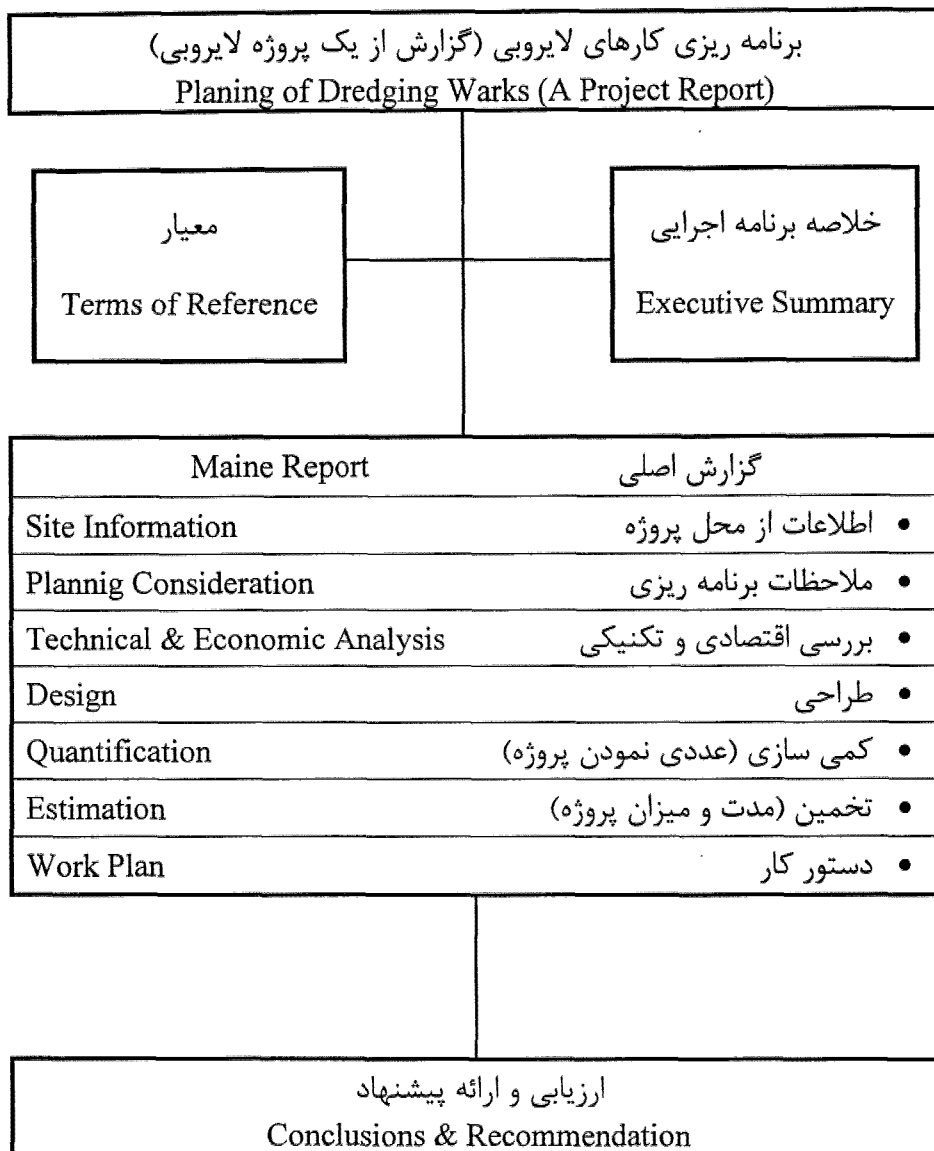 برنامه ریزی کارهای لایروبی (گزارش از یک پروژه لایروبی)
Planing of Dredging Warks (A Project Report)
معیار
Terms of Reference
خلاصه برنامه اجرایی
Executive Summary
Maine Report گزارش اصلی
Site Information اطلاعات از محل پروژه •
Plannig Consideration ملاحظات برنامه ریزی •
Technical & Economic Analysis بررسی اقتصادی و تکنیکی •
Design طراحی •
Quantification کمی سازی (عددی نمودن پروژه) •
Estimation تخمین (مدت و میزان پروژه) •
Work Plan دستور کار •
ارزیابی و ارائه پیشنهاد
Conclusions & Recommendation